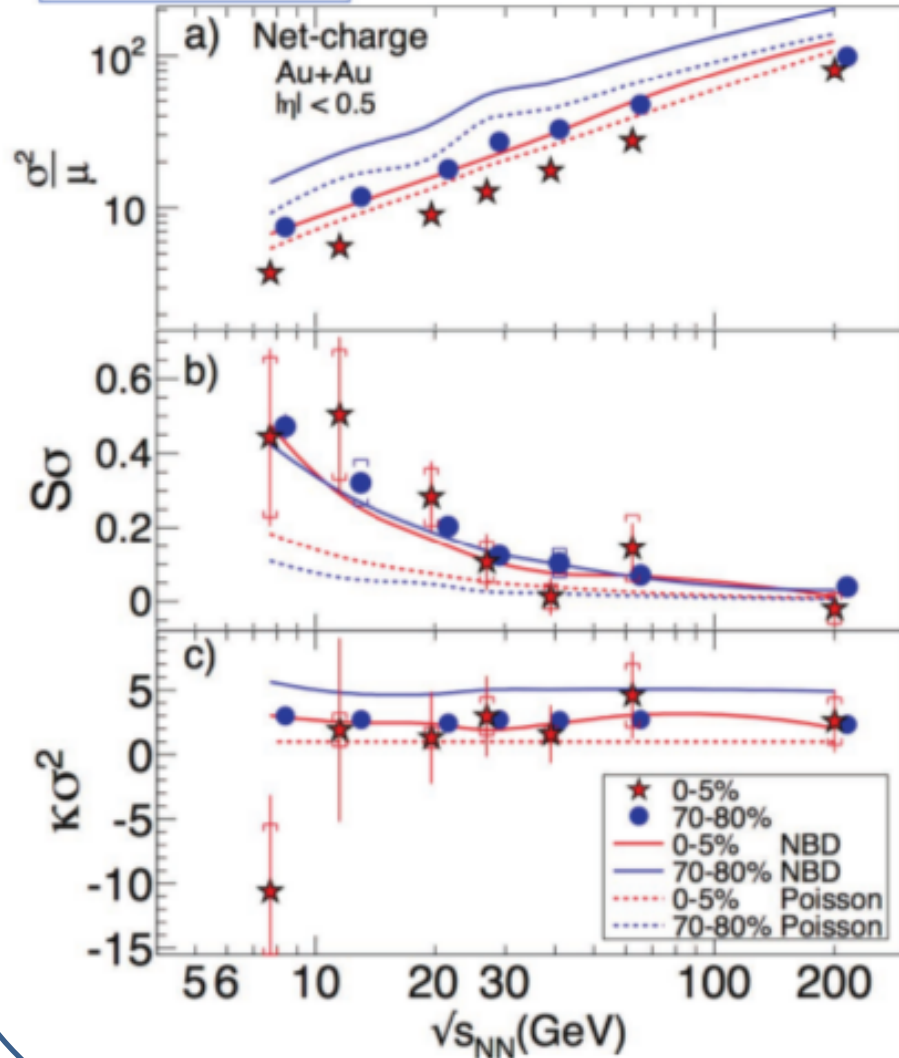 a) Net-charge
Au+Au
|η| < 0.5
10²
10
σ²/μ
b)
0.6
0.4
0.2
0
Sσ
c)
5
0
-5
-10
-15
κσ²
0-5%
70-80%
0-5% NBD
70-80% NBD
0-5% Poisson
70-80% Poisson
5 6 10 20 30 100 200
√sNN(GeV)